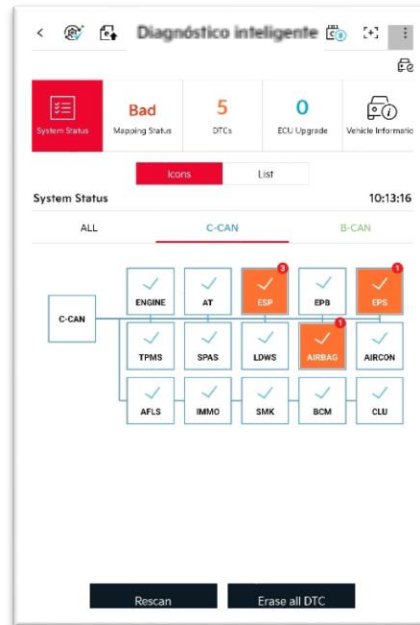 Diagnóstico inteligente
Bad 5 0
System Status Mapping Status DTCs ECU Upgrade Vehicle Informatic
Icons List
System Status 10:13:16
ALL C-CAN B-CAN
3 1
ENGINE AT ESP EPB EPS
C-CAN
1
TPMS SPAS LDWS AIRBAG AIRCON
AFLS IMMO SMK BCM CLU
Rescan Erase all DTC